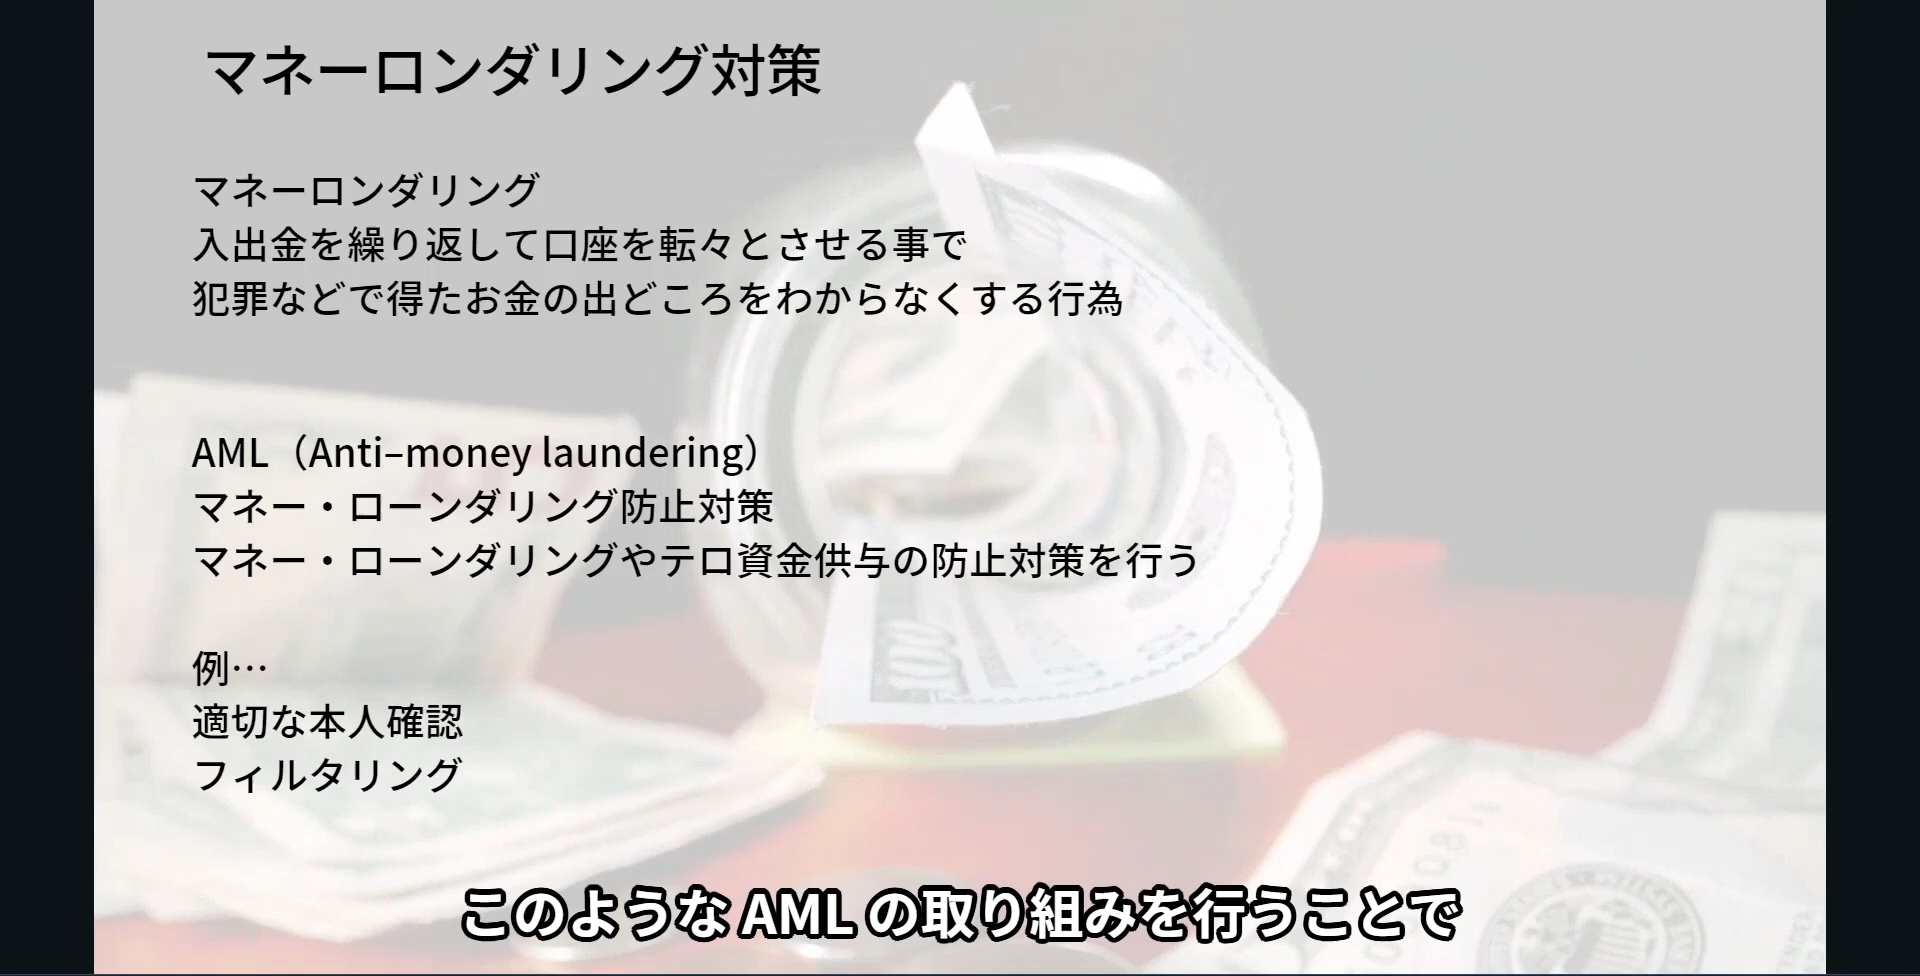 マネーロンダリング対策
マネーロンダリング
入出金を繰り返して口座を転々とさせる事で
犯罪などで得たお金の出どころをわからなくする行為
AML（Anti–money laundering）
マネー・ローンダリング防止対策
マネー・ローンダリングやテロ資金供与の防止対策を行う
例…
適切な本人確認
フィルタリング
100
このような AML の取り組みを行うことで